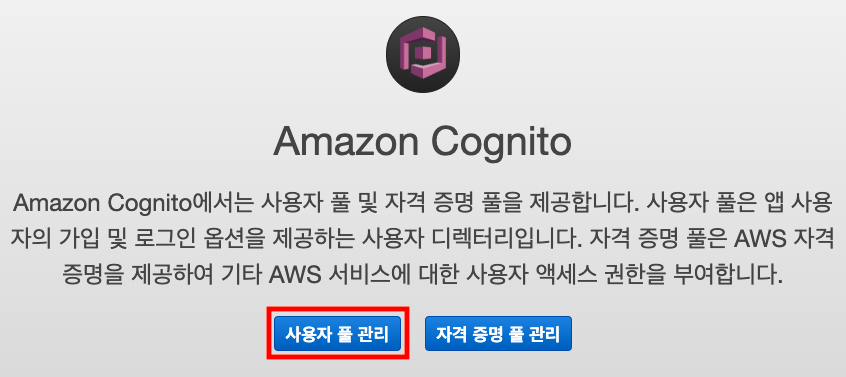 Amazon Cognito
Amazon Cognito에서는 사용자 풀 및 자격 증명 풀을 제공합니다. 사용자 풀은 앱 사용
자의 가입 및 로그인 옵션을 제공하는 사용자 디렉터리입니다. 자격 증명 풀은 AWS 자격
증명을 제공하여 기타 AWS 서비스에 대한 사용자 액세스 권한을 부여합니다.
사용자 풀 관리 자격 증명 풀 관리